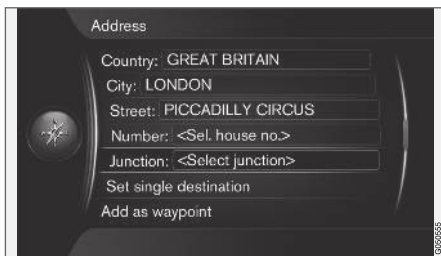 Address
Country: GREAT BRITAIN
City: LONDON
Street: PICCADILLY CIRCUS
Number: <Sel. house no.>
Junction: <Select junction>
Set single destination
Add as waypoint
G050555